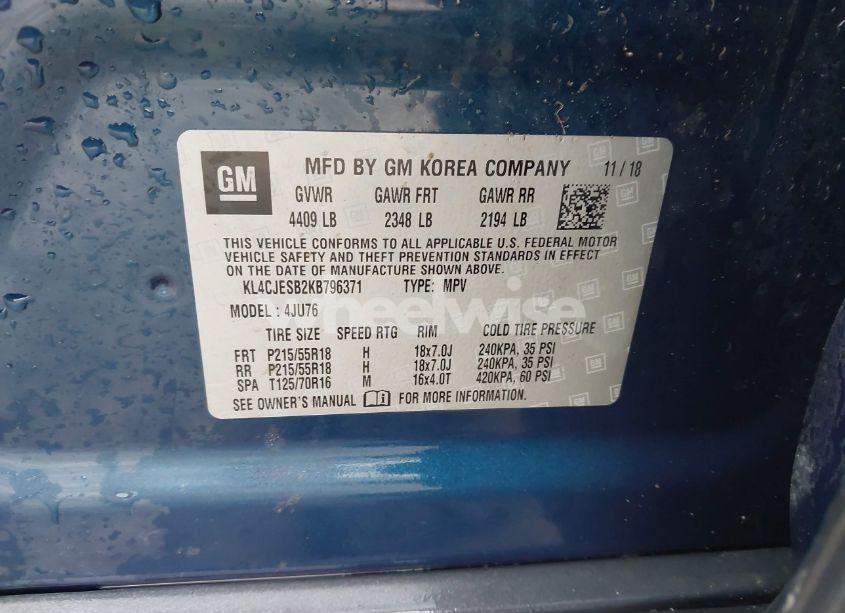 GM
MFD BY GM KOREA COMPANY 11 / 18
GVWR GAWR FRT GAWR RR
4409 LB 2348 LB 2194 LB
THIS VEHICLE CONFORMS TO ALL APPLICABLE U.S. FEDERAL MOTOR
VEHICLE SAFETY AND THEFT PREVENTION STANDARDS IN EFFECT
ON THE DATE OF MANUFACTURE SHOWN ABOVE.
KL4CJESB2KB796371 TYPE: MPV
wheelwise
MODEL : 4JU76
TIRE SIZE SPEED RTG RIM COLD TIRE PRESSURE
FRT P215/55R18 H 18x7.0J 240KPA, 35 PSI
RR P215/55R18 H 18x7.0J 240KPA, 35 PSI
SPA T125/70R16 M 16x4.0T 420KPA, 60 PSI
SEE OWNER'S MANUAL i FOR MORE INFORMATION.